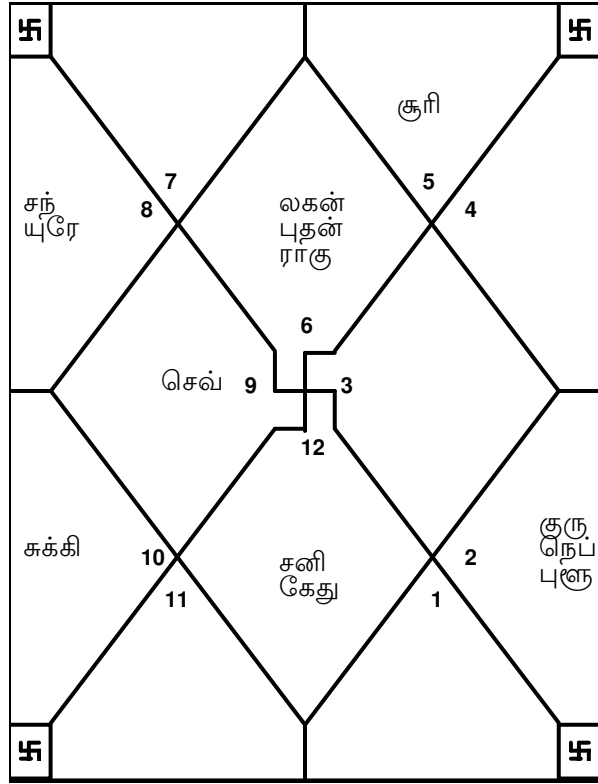 சூரி
7
5
8
4
சந்
யுரே
லகன்
புதன்
ராகு
6
செவ்
9
3
12
சுக்கி
10
2
குரு
நெப்
புளூ
சனி
கேது
11
1